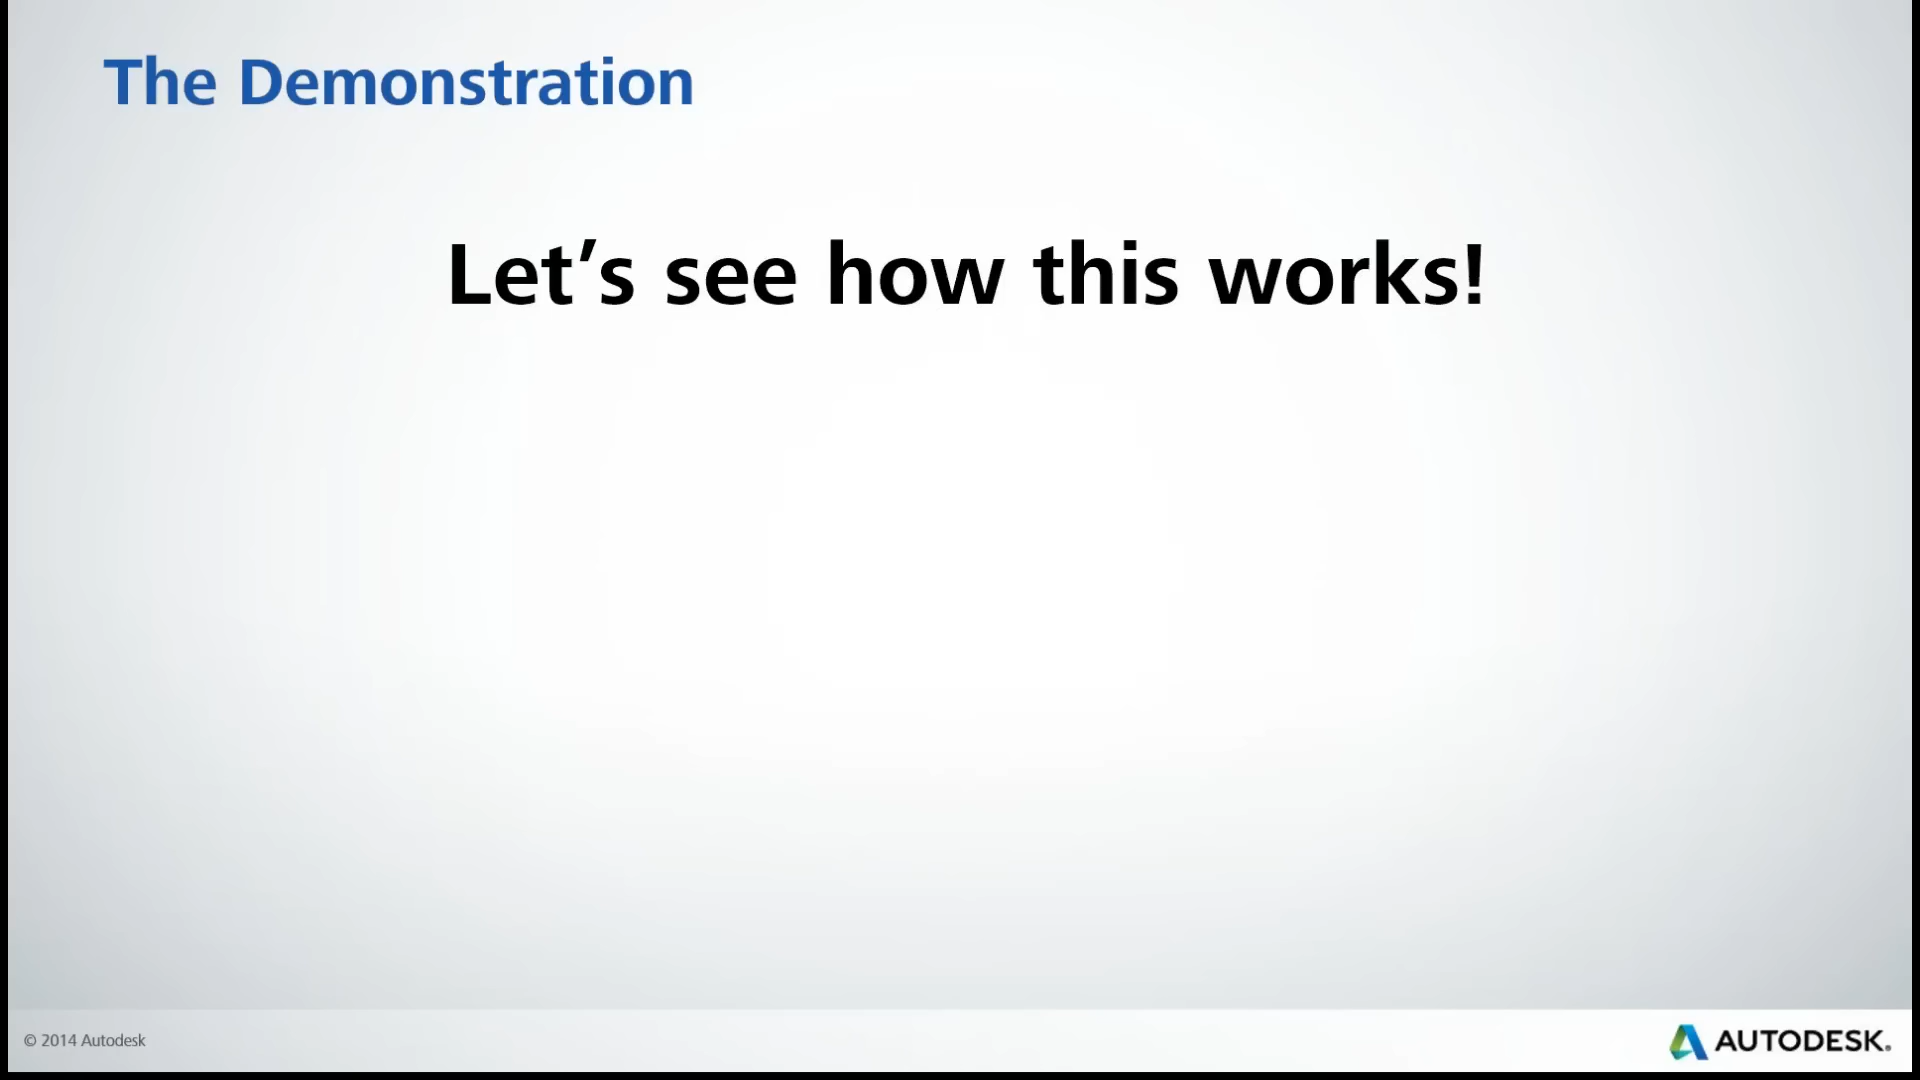 The Demonstration
Let’s see how this works!
© 2014 Autodesk
AUTODESK.